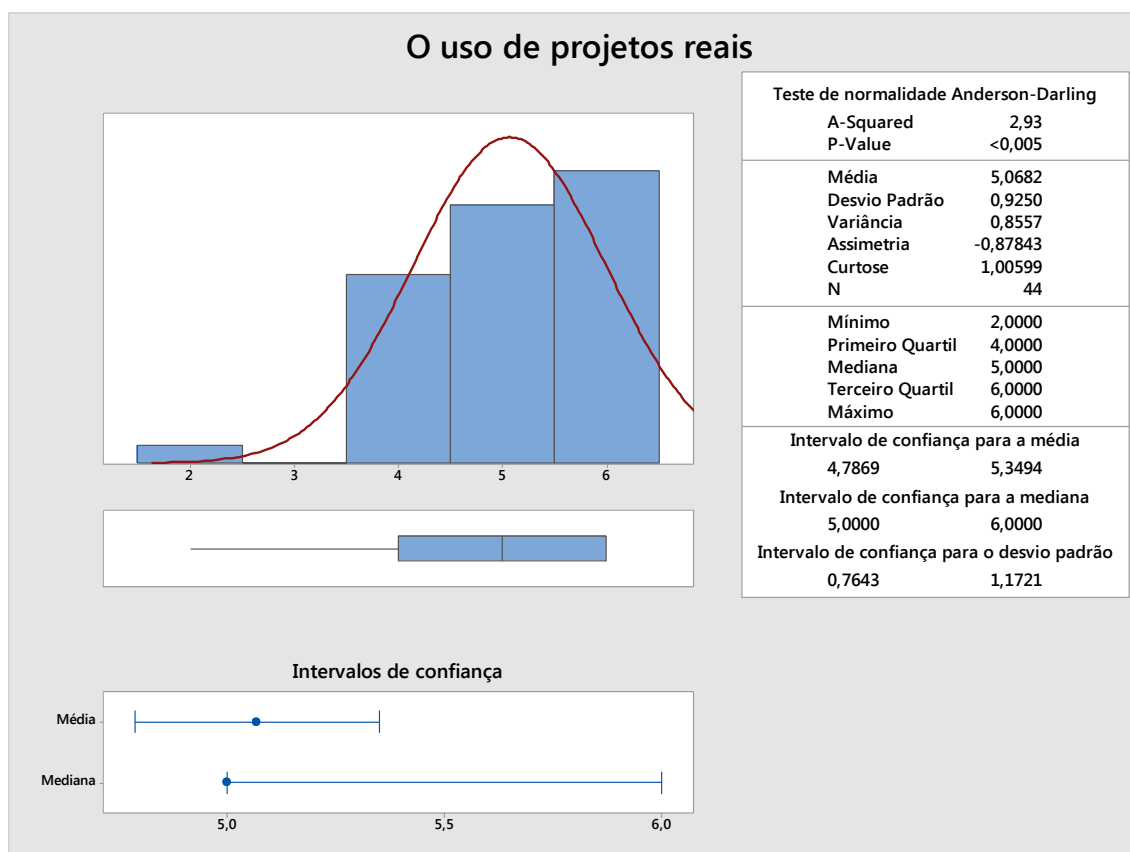 O uso de projetos reais
2 3 4 5 6
Intervalos de confiança
Média
Mediana
5,0 5,5 6,0
Teste de normalidade Anderson-Darling
A-Squared 2,93
P-Value <0,005
Média 5,0682
Desvio Padrão 0,9250
Variância 0,8557
Assimetria -0,87843
Curtose 1,00599
N 44
Mínimo 2,0000
Primeiro Quartil 4,0000
Mediana 5,0000
Terceiro Quartil 6,0000
Máximo 6,0000
Intervalo de confiança para a média
4,7869 5,3494
Intervalo de confiança para a mediana
5,0000 6,0000
Intervalo de confiança para o desvio padrão
0,7643 1,1721